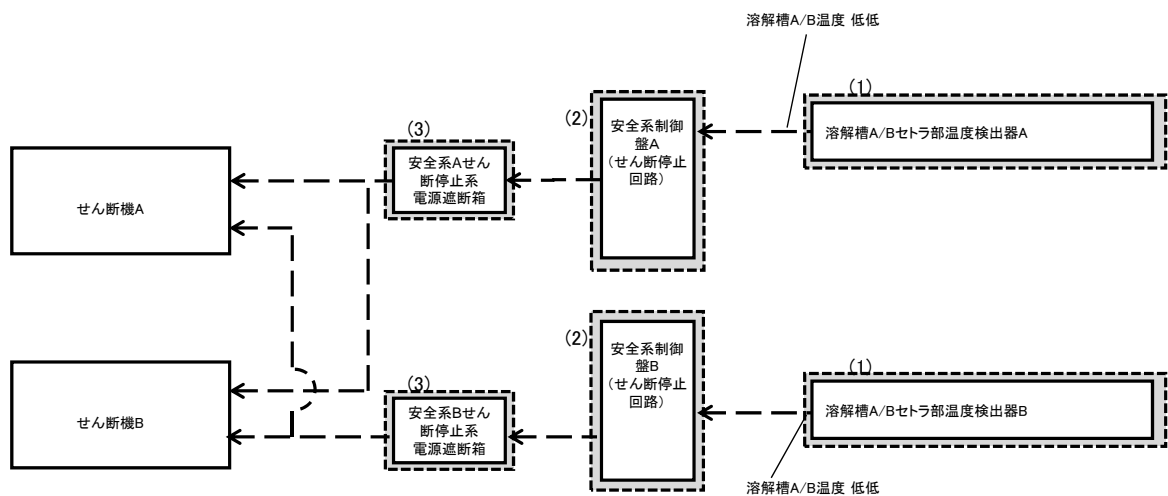 溶解槽A/B温度 低低
(1)
溶解槽A/Bセトラ部温度検出器A
(2)
安全系制御
盤A
(せん断停止
回路)
(3)
安全系Aせん
断停止系
電源遮断箱
せん断機A
(1)
溶解槽A/Bセトラ部温度検出器B
(2)
安全系制御
盤B
(せん断停止
回路)
(3)
安全系Bせん
断停止系
電源遮断箱
せん断機B
溶解槽A/B温度 低低